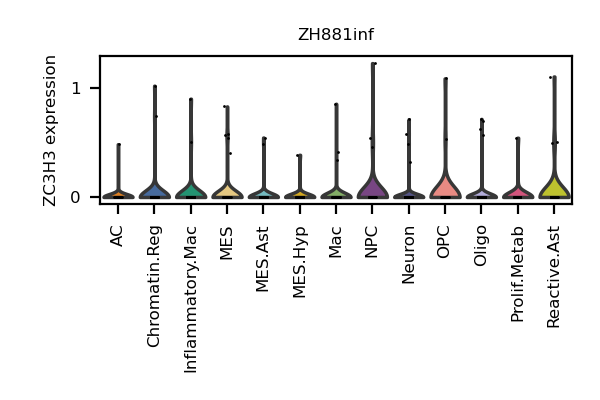 ZH881inf
ZC3H3 expression
1
0
AC
Chromatin.Reg
Inflammatory.Mac
MES
MES.Ast
MES.Hyp
Mac
NPC
Neuron
OPC
Oligo
Prolif.Metab
Reactive.Ast